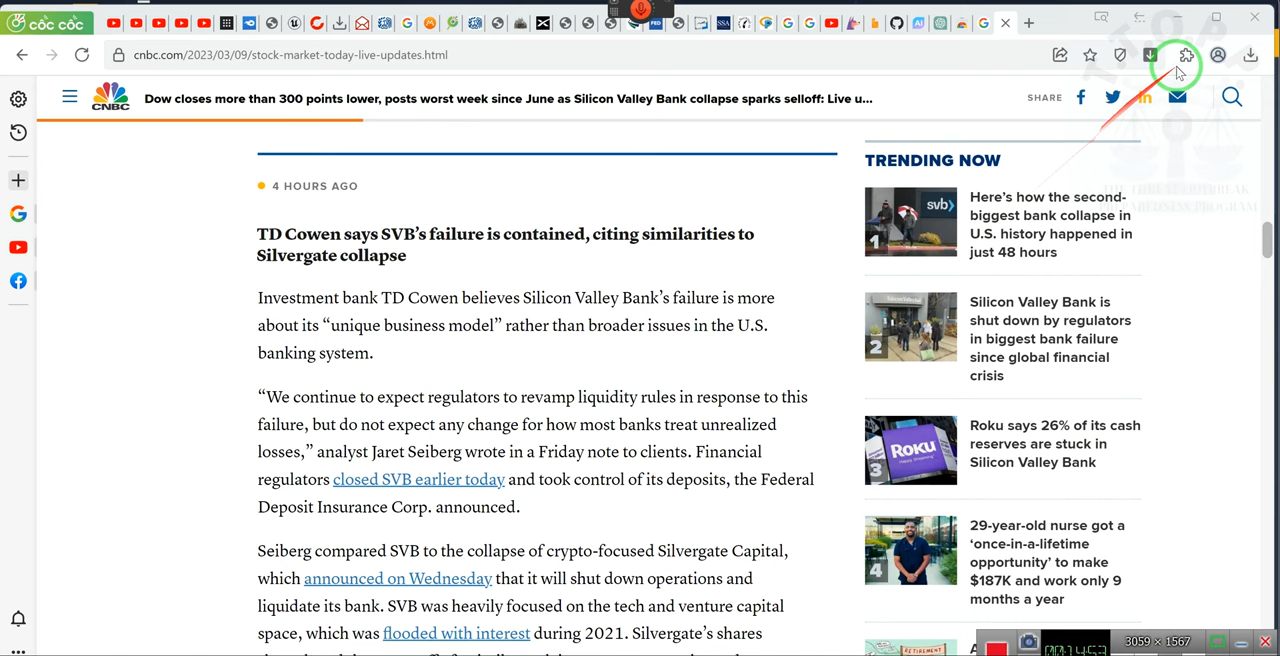 cốc cốc
cnbc.com/2023/03/09/stock-market-today-live-updates.html
CNBC
Dow closes more than 300 points lower, posts worst week since June as Silicon Valley Bank collapse sparks selloff: Live u...
SHARE
4 HOURS AGO
TD Cowen says SVB’s failure is contained, citing similarities to
Silvergate collapse
Investment bank TD Cowen believes Silicon Valley Bank’s failure is more
about its “unique business model” rather than broader issues in the U.S.
banking system.
“We continue to expect regulators to revamp liquidity rules in response to this
failure, but do not expect any change for how most banks treat unrealized
losses,” analyst Jaret Seiberg wrote in a Friday note to clients. Financial
regulators closed SVB earlier today and took control of its deposits, the Federal
Deposit Insurance Corp. announced.
Seiberg compared SVB to the collapse of crypto-focused Silvergate Capital,
which announced on Wednesday that it will shut down operations and
liquidate its bank. SVB was heavily focused on the tech and venture capital
space, which was flooded with interest during 2021. Silvergate’s shares
TRENDING NOW
svb
1
Here’s how the second-
biggest bank collapse in
U.S. history happened in
just 48 hours
2
Silicon Valley Bank is
shut down by regulators
in biggest bank failure
since global financial
crisis
Roku
3
Roku says 26% of its cash
reserves are stuck in
Silicon Valley Bank
4
29-year-old nurse got a
‘once-in-a-lifetime
opportunity’ to make
$187K and work only 9
months a year
RETIREMENT
T.T.O.P.P
THE THREAT OUTBREAK
PREPAREDNESS PROGRAM
3059 × 1567